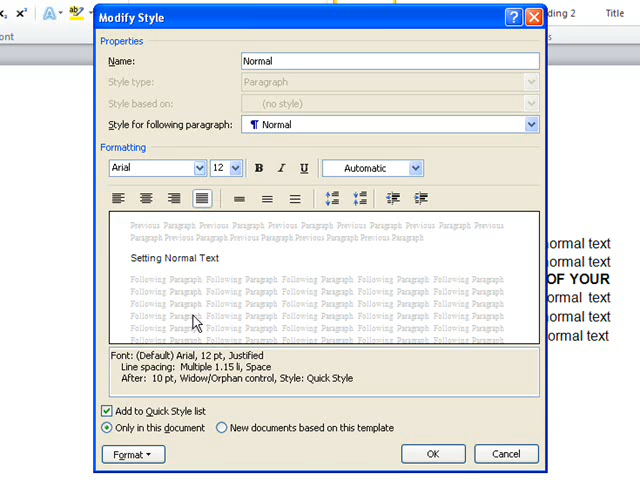 ding 2 Title
ont
Modify Style
Properties
Name: Normal
Style type: Paragraph
Style based on: (no style)
Style for following paragraph: ¶ Normal
Formatting
Arial 12 B I U Automatic
Previous Paragraph Previous Paragraph Previous Paragraph Previous Paragraph Previous Paragraph Previous
Paragraph Previous Paragraph Previous Paragraph Previous Paragraph Previous Paragraph
Setting Normal Text
Following Paragraph Following Paragraph Following Paragraph Following Paragraph Following Paragraph
Following Paragraph Following Paragraph Following Paragraph Following Paragraph Following Paragraph
Following Paragraph Following Paragraph Following Paragraph Following Paragraph Following Paragraph
Following Paragraph Following Paragraph Following Paragraph Following Paragraph Following Paragraph
Following Paragraph Following Paragraph Following Paragraph Following Paragraph Following Paragraph
Following Paragraph Following Paragraph Following Paragraph Following Paragraph Following Paragraph
Font: (Default) Arial, 12 pt, Justified
Line spacing: Multiple 1.15 li, Space
After: 10 pt, Widow/Orphan control, Style: Quick Style
Add to Quick Style list
Only in this document New documents based on this template
Format OK Cancel
normal text
normal text
OF YOUR
normal text
normal text
ormal text